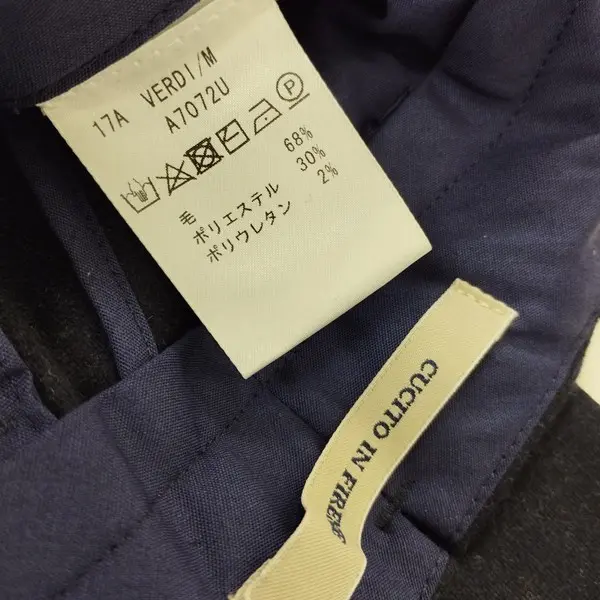 17A VERDI/M
A7072U
P
毛 68%
ポリエステル 30%
ポリウレタン 2%
CUCITO IN FIRENZE